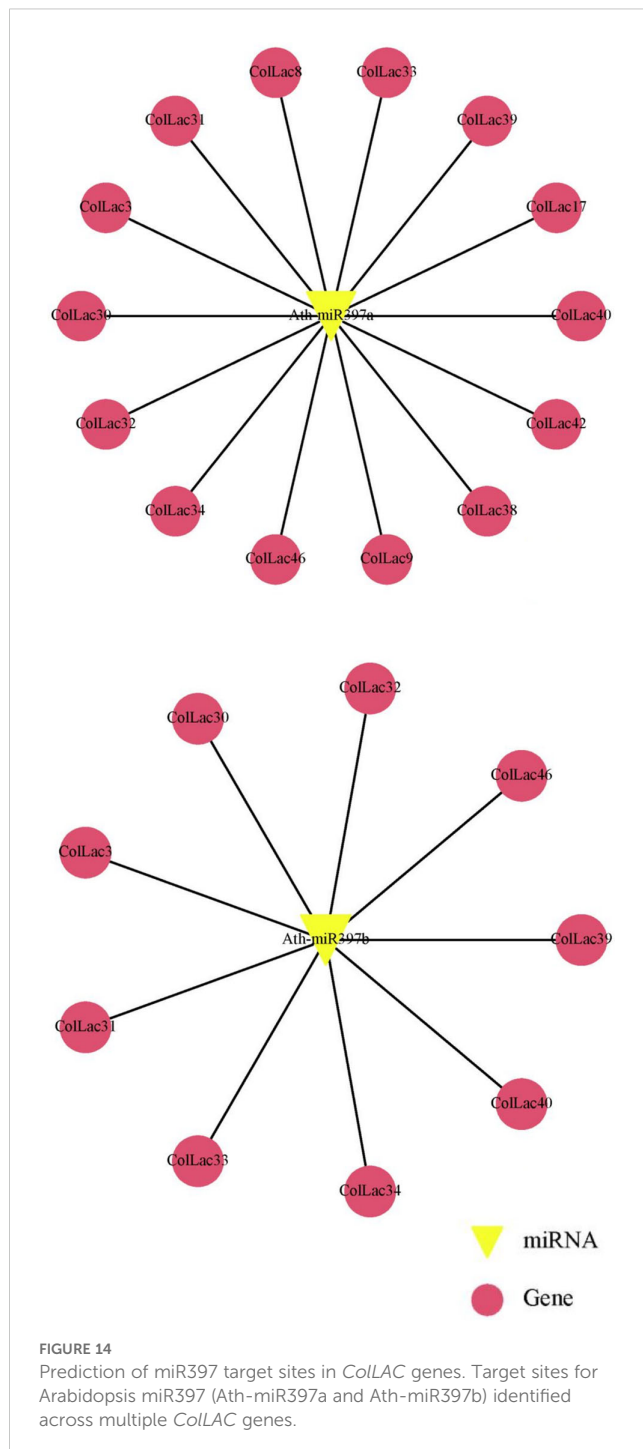 ColLac8
ColLac33
ColLac31
ColLac39
ColLac3
ColLac17
ColLac30
Ath-miR397a
ColLac40
ColLac32
ColLac42
ColLac34
ColLac38
ColLac46
ColLac9
ColLac32
ColLac30
ColLac46
ColLac3
Ath-miR397b
ColLac39
ColLac31
ColLac40
ColLac33
ColLac34
miRNA
Gene
FIGURE 14
Prediction of miR397 target sites in ColLAC genes. Target sites for
Arabidopsis miR397 (Ath-miR397a and Ath-miR397b) identified
across multiple ColLAC genes.